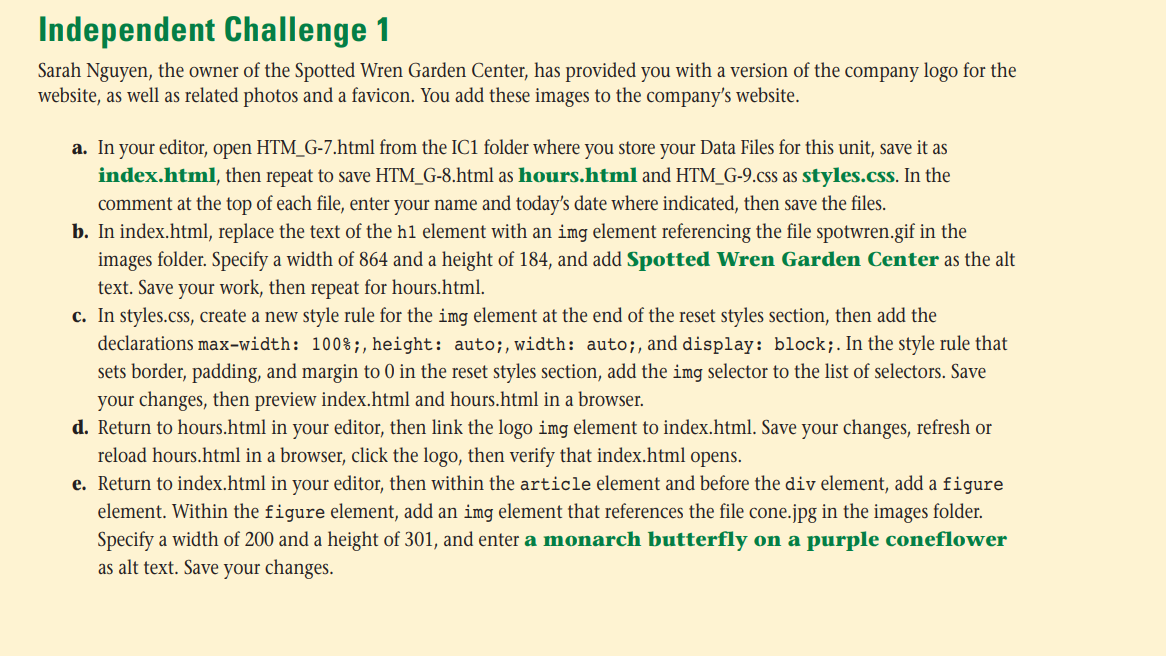 Independent Challenge 1
Sarah Nguyen, the owner of the Spotted Wren Garden Center, has provided you with a version of the company logo for the
website, as well as related photos and a favicon. You add these images to the company’s website.
a. In your editor, open HTM_G-7.html from the IC1 folder where you store your Data Files for this unit, save it as
index.html, then repeat to save HTM_G-8.html as hours.html and HTM_G-9.css as styles.css. In the
comment at the top of each file, enter your name and today’s date where indicated, then save the files.
b. In index.html, replace the text of the h1 element with an img element referencing the file spotwren.gif in the
images folder. Specify a width of 864 and a height of 184, and add Spotted Wren Garden Center as the alt
text. Save your work, then repeat for hours.html.
c. In styles.css, create a new style rule for the img element at the end of the reset styles section, then add the
declarations max-width: 100%;, height: auto;, width: auto;, and display: block;. In the style rule that
sets border, padding, and margin to 0 in the reset styles section, add the img selector to the list of selectors. Save
your changes, then preview index.html and hours.html in a browser.
d. Return to hours.html in your editor, then link the logo img element to index.html. Save your changes, refresh or
reload hours.html in a browser, click the logo, then verify that index.html opens.
e. Return to index.html in your editor, then within the article element and before the div element, add a figure
element. Within the figure element, add an img element that references the file cone.jpg in the images folder.
Specify a width of 200 and a height of 301, and enter a monarch butterfly on a purple coneflower
as alt text. Save your changes.